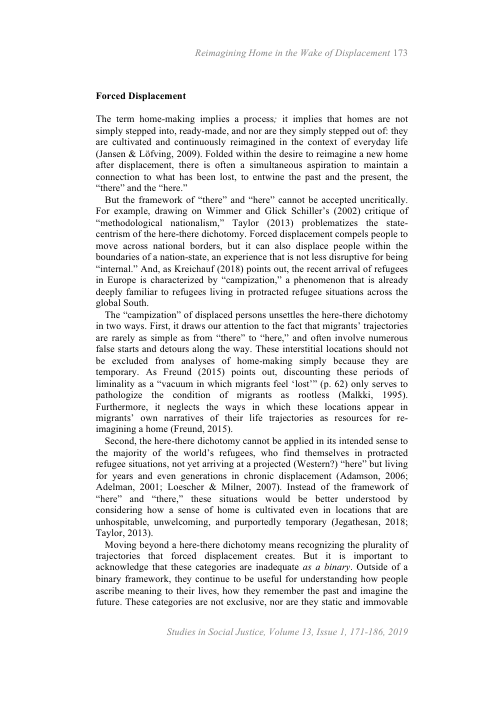 Reimagining Home in the Wake of Displacement 173
Forced Displacement
The term home-making implies a process; it implies that homes are not
simply stepped into, ready-made, and nor are they simply stepped out of: they
are cultivated and continuously reimagined in the context of everyday life
(Jansen & Löfving, 2009). Folded within the desire to reimagine a new home
after displacement, there is often a simultaneous aspiration to maintain a
connection to what has been lost, to entwine the past and the present, the
“there” and the “here.”
But the framework of “there” and “here” cannot be accepted uncritically.
For example, drawing on Wimmer and Glick Schiller’s (2002) critique of
“methodological nationalism,” Taylor (2013) problematizes the state-
centrism of the here-there dichotomy. Forced displacement compels people to
move across national borders, but it can also displace people within the
boundaries of a nation-state, an experience that is not less disruptive for being
“internal.” And, as Kreichauf (2018) points out, the recent arrival of refugees
in Europe is characterized by “campization,” a phenomenon that is already
deeply familiar to refugees living in protracted refugee situations across the
global South.
The “campization” of displaced persons unsettles the here-there dichotomy
in two ways. First, it draws our attention to the fact that migrants’ trajectories
are rarely as simple as from “there” to “here,” and often involve numerous
false starts and detours along the way. These interstitial locations should not
be excluded from analyses of home-making simply because they are
temporary. As Freund (2015) points out, discounting these periods of
liminality as a “vacuum in which migrants feel ‘lost’” (p. 62) only serves to
pathologize the condition of migrants as rootless (Malkki, 1995).
Furthermore, it neglects the ways in which these locations appear in
migrants’ own narratives of their life trajectories as resources for re-
imagining a home (Freund, 2015).
Second, the here-there dichotomy cannot be applied in its intended sense to
the majority of the world’s refugees, who find themselves in protracted
refugee situations, not yet arriving at a projected (Western?) “here” but living
for years and even generations in chronic displacement (Adamson, 2006;
Adelman, 2001; Loescher & Milner, 2007). Instead of the framework of
“here” and “there,” these situations would be better understood by
considering how a sense of home is cultivated even in locations that are
unhospitable, unwelcoming, and purportedly temporary (Jegathesan, 2018;
Taylor, 2013).
Moving beyond a here-there dichotomy means recognizing the plurality of
trajectories that forced displacement creates. But it is important to
acknowledge that these categories are inadequate as a binary. Outside of a
binary framework, they continue to be useful for understanding how people
ascribe meaning to their lives, how they remember the past and imagine the
future. These categories are not exclusive, nor are they static and immovable
Studies in Social Justice, Volume 13, Issue 1, 171-186, 2019